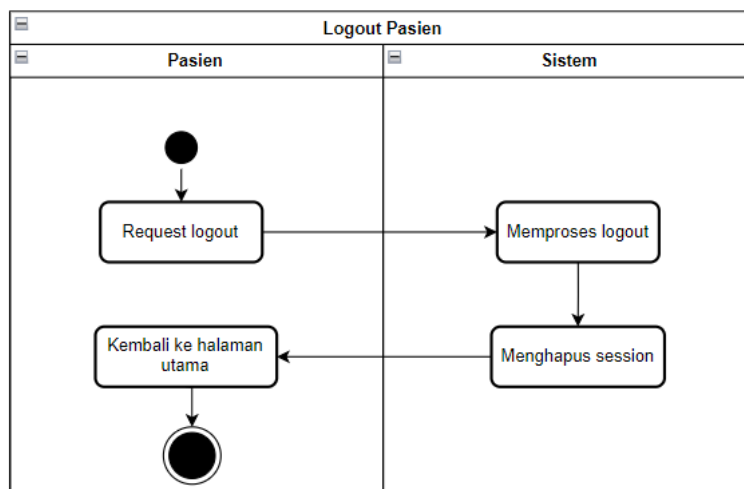 Logout Pasien
Pasien
Sistem
Request logout
Memproses logout
Kembali ke halaman
utama
Menghapus session